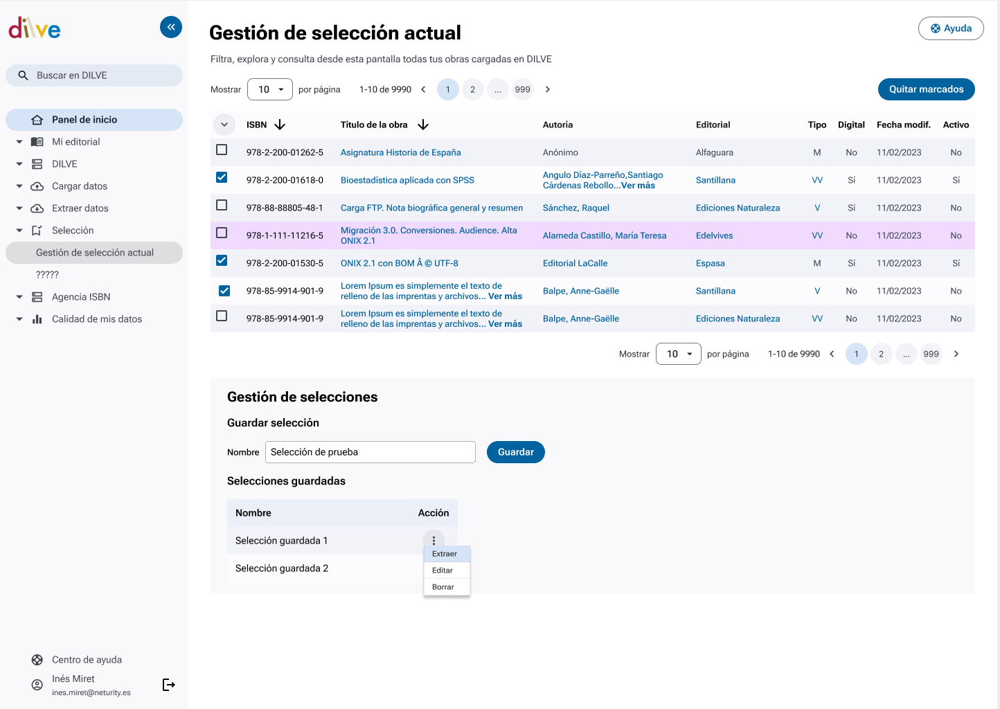 dilve
Buscar en DILVE
Panel de inicio
Mi editorial
DILVE
Cargar datos
Extraer datos
Selección
Gestión de selección actual
?????
Agencia ISBN
Calidad de mis datos
Centro de ayuda
Inés Miret
ines.miret@neturity.es
Gestión de selección actual
Ayuda
Filtra, explora y consulta desde esta pantalla todas tus obras cargadas en DILVE
Mostrar 10 por página 1-10 de 9990 1 2 ... 999
Quitar marcados
ISBN Título de la obra Autoría Editorial Tipo Digital Fecha modif. Activo
978-2-200-01262-5 Asignatura Historia de España Anónimo Alfaguara M No 11/02/2023 No
978-2-200-01618-0 Bioestadística aplicada con SPSS Angulo Díaz-Parreño,Santiago
Cárdenas Rebollo...Ver más Santillana VV Sí 11/02/2023 Sí
978-88-88805-48-1 Carga FTP. Nota biográfica general y resumen Sánchez, Raquel Ediciones Naturaleza V Sí 11/02/2023 No
978-1-111-11216-5 Migración 3.0. Conversiones. Audience. Alta
ONIX 2.1 Alameda Castillo, María Teresa Edelvives VV No 11/02/2023 No
978-2-200-01530-5 ONIX 2.1 con BOM Â © UTF-8 Editorial LaCalle Espasa M Sí 11/02/2023 Sí
978-85-9914-901-9 Lorem Ipsum es simplemente el texto de
relleno de las imprentas y archivos... Ver más Balpe, Anne-Gaëlle Santillana V No 11/02/2023 No
978-85-9914-901-9 Lorem Ipsum es simplemente el texto de
relleno de las imprentas y archivos... Ver más Balpe, Anne-Gaëlle Ediciones Naturaleza VV No 11/02/2023 No
Mostrar 10 por página 1-10 de 9990 1 2 ... 999
Gestión de selecciones
Guardar selección
Nombre Selección de prueba Guardar
Selecciones guardadas
Nombre Acción
Selección guardada 1
Extraer
Selección guardada 2
Editar
Borrar